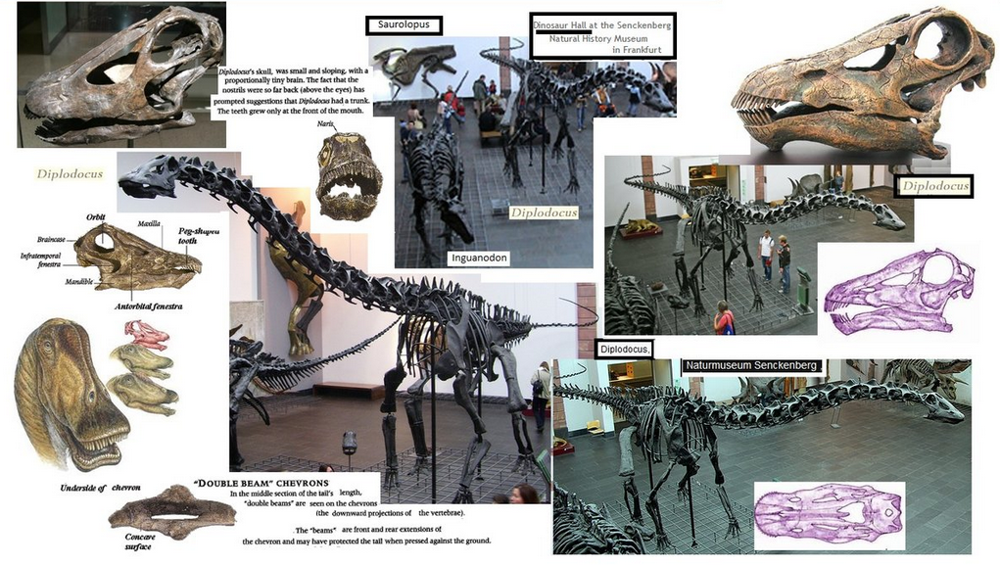 Saurolopus
Dinosaur Hall at the Senckenberg
Natural History Museum
in Frankfurt
Diplodocus's skull, was small and sloping, with a
proportionally tiny brain. The fact that the
nostrils were so far back (above the eyes) has
prompted suggestions that Diplodocus had a trunk.
The teeth grew only at the front of the mouth.
Naris
Diplodocus
Diplodocus
Diplodocus
Inguanodon
Orbit
Maxilla
Peg-shaped
tooth
Braincase
Infratemporal
fenestra
Mandible
Antorbital fenestra
Diplodocus,
Naturmuseum Senckenberg
Underside of chevron
"DOUBLE BEAM" CHEVRONS
In the middle section of the tail's length,
"double beams" are seen on the chevrons
(the downward projections of the vertebrae).
.The "beams" are front and rear extensions of
the chevron and may have protected the tail when pressed against the ground.
Concave
surface